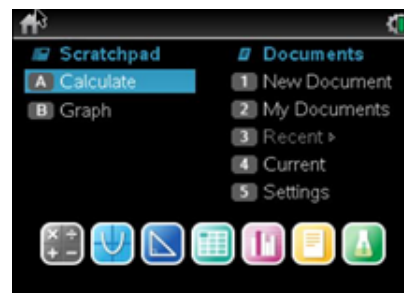 Scratchpad
A Calculate
B Graph
Documents
1 New Document
2 My Documents
3 Recent ▸
4 Current
5 Settings